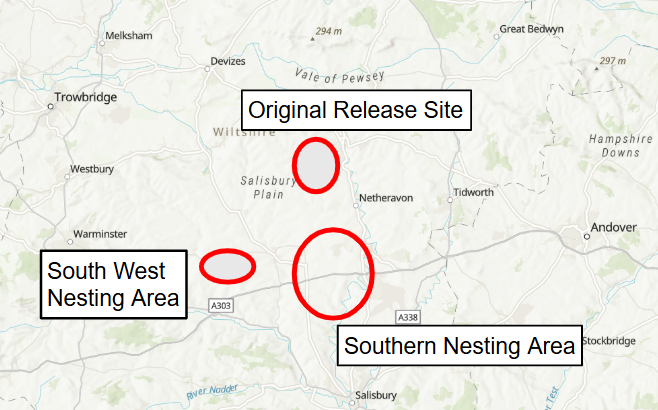 Great Bedwyn
Melksham
294 m
Devizes
297 m
Vale of Pewsey
Trowbridge
Original Release Site
Wiltshire
Hampshire
Downs
Westbury
Salisbury
Plain
Netheravon
Tidworth
Andover
Warminster
South West
Nesting Area
A303
A338
Southern Nesting Area
Stockbridge
River Nadder
Salisbury
Test